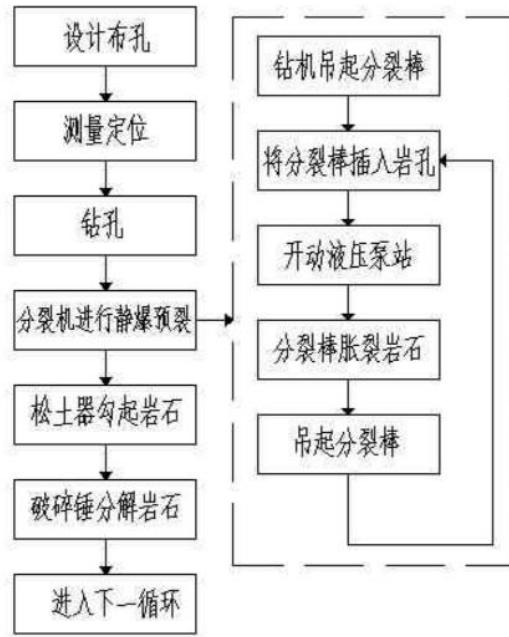 设计布孔
测量定位
钻孔
分裂机进行静爆预裂
松土器勾起岩石
破碎锤分解岩石
进入下一循环
钻机吊起分裂棒
将分裂棒插入岩孔
开动液压泵站
分裂棒胀裂岩石
吊起分裂棒